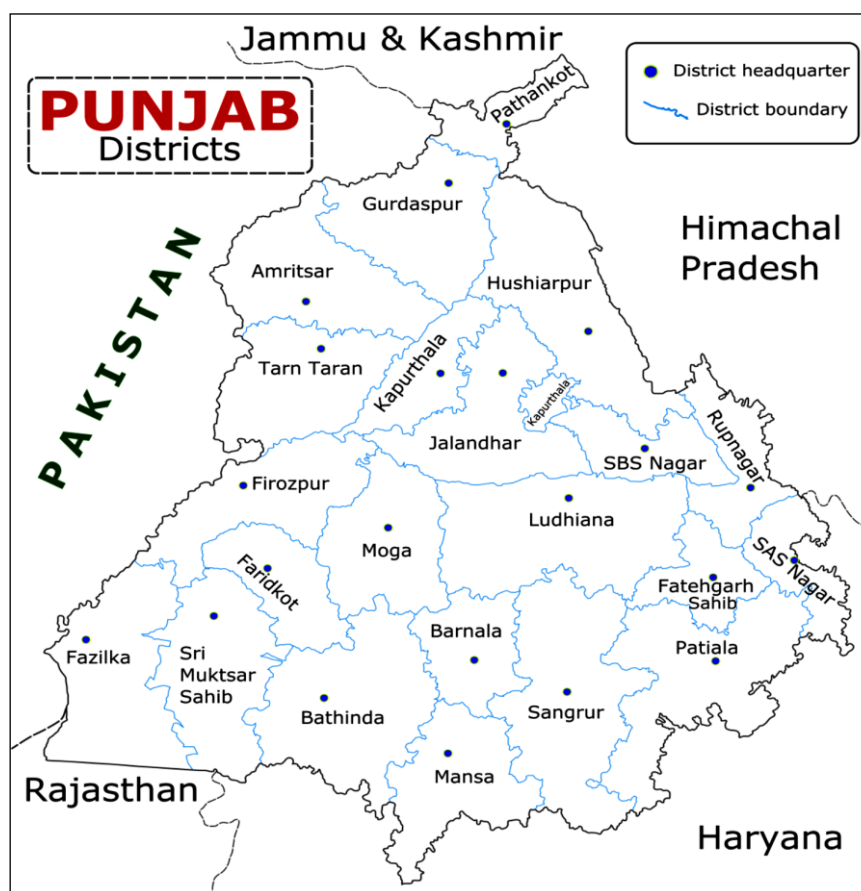 Jammu & Kashmir
PUNJAB
Districts
District headquarter
District boundary
Pathankot
Gurdaspur
Himachal
Pradesh
PAKISTAN
Amritsar
Hushiarpur
Tarn Taran
Kapurthala
Kapurthala
Jalandhar
SBS Nagar
Rupnagar
Firozpur
Ludhiana
Moga
SAS Nagar
Faridkot
Fatehgarh
Sahib
Fazilka
Sri
Muktsar
Sahib
Barnala
Patiala
Bathinda
Sangrur
Mansa
Rajasthan
Haryana